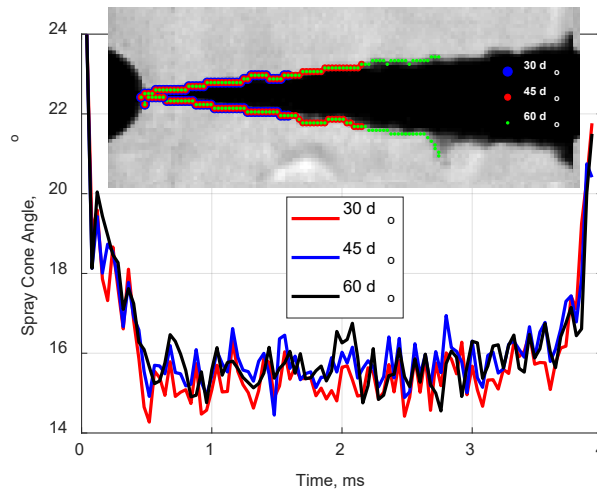 24
22
20
18
16
14
Spray Cone Angle, o
30 d o
45 d o
60 d o
30 d o
45 d o
60 d o
0
1
2
3
4
Time, ms